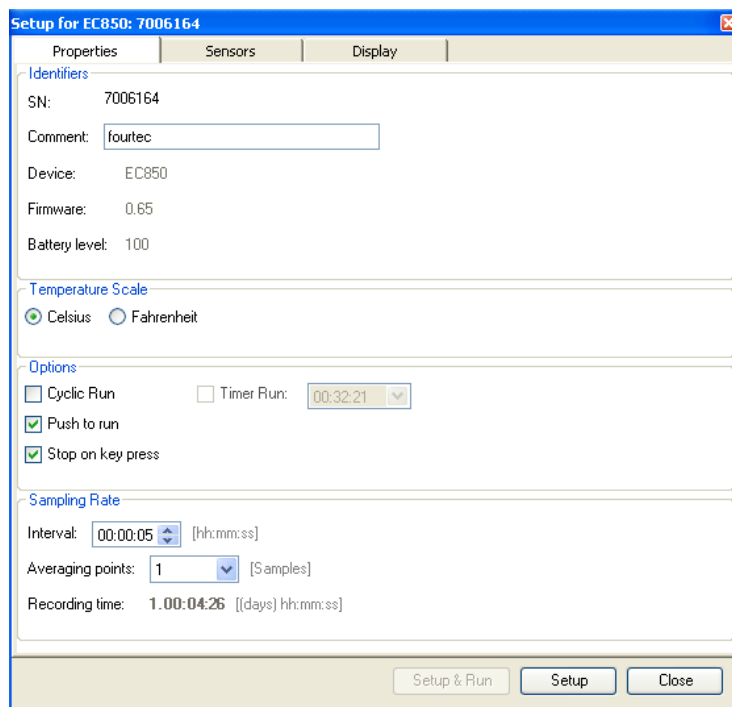 Setup for EC850: 7006164
Properties Sensors Display
Identifiers
SN: 7006164
Comment: fourtec
Device: EC850
Firmware: 0.65
Battery level: 100
Temperature Scale
Celsius Fahrenheit
Options
Cyclic Run Timer Run: 00:32:21
Push to run
Stop on key press
Sampling Rate
Interval: 00:00:05 [hh:mm:ss]
Averaging points: 1 [Samples]
Recording time: 1.00:04:26 [(days) hh:mm:ss]
Setup & Run Setup Close